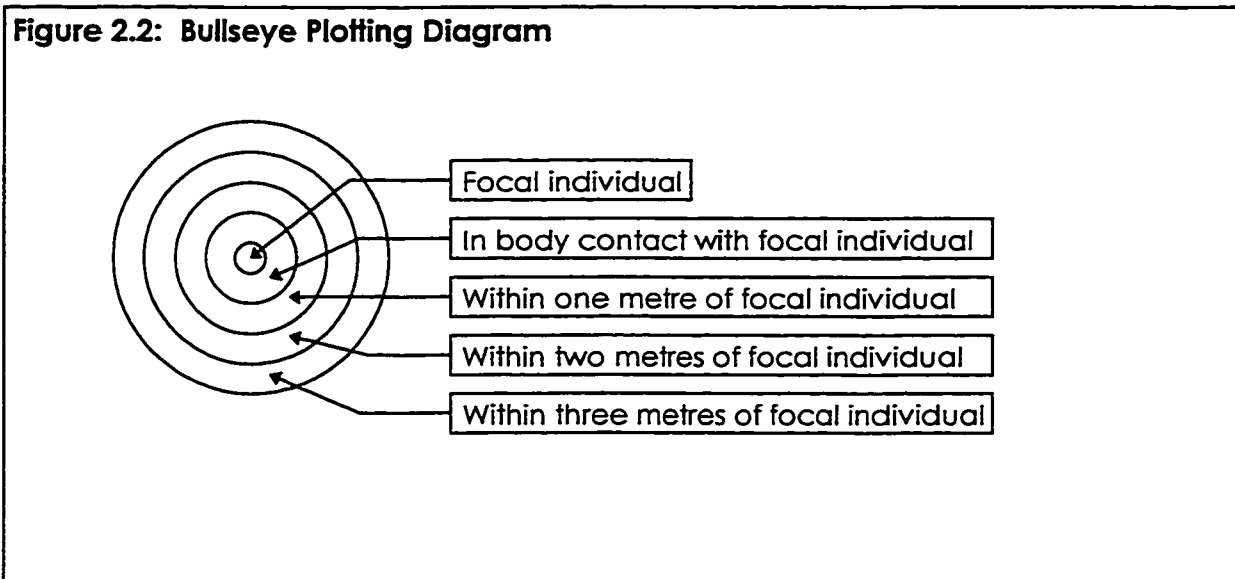 Figure 2.2: Bullseye Plotting Diagram
Focal individual
In body contact with focal individual
Within one metre of focal individual
Within two metres of focal individual
Within three metres of focal individual